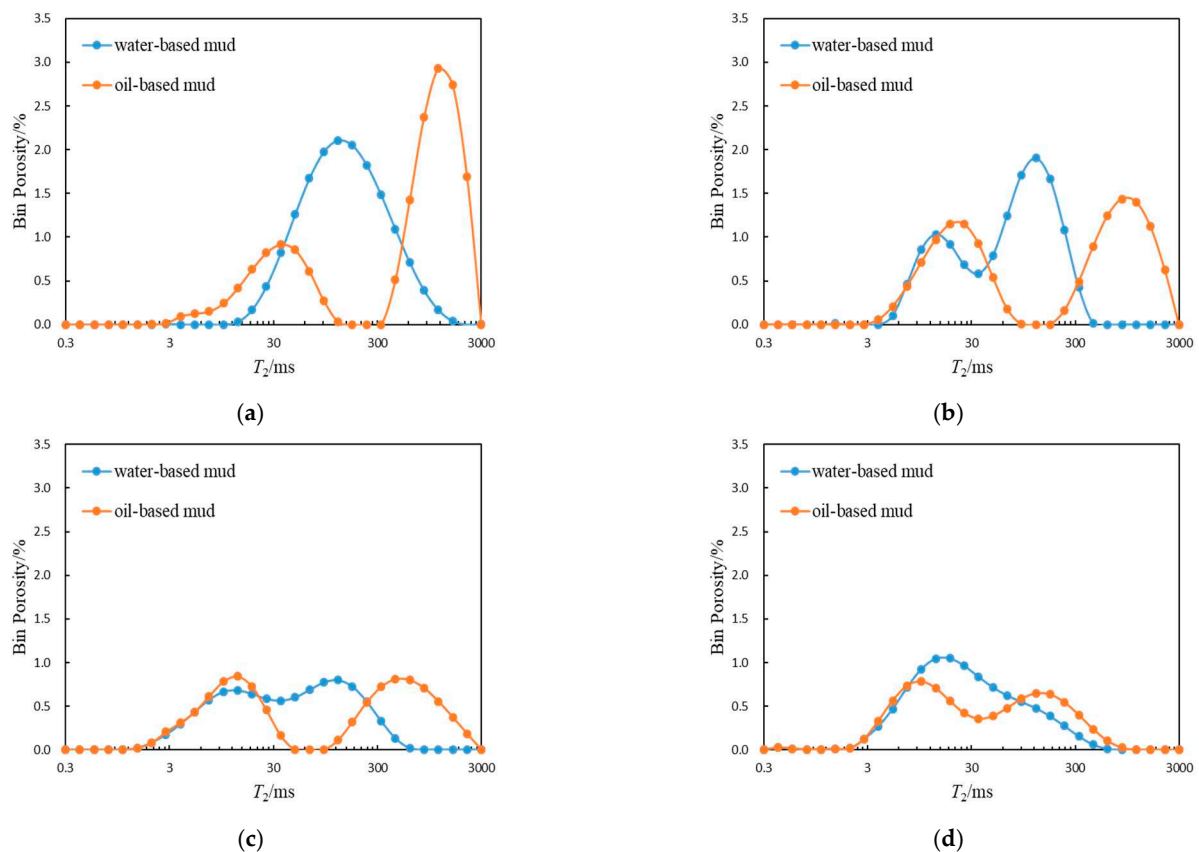 (a)
3.5
3.0
2.5
2.0
1.5
1.0
0.5
0.0
Bin Porosity/%
water-based mud
oil-based mud
0.3 3 30 300 3000
T2/ms
(b)
3.5
3.0
2.5
2.0
1.5
1.0
0.5
0.0
Bin Porosity/%
water-based mud
oil-based mud
0.3 3 30 300 3000
T2/ms
(c)
3.5
3.0
2.5
2.0
1.5
1.0
0.5
0.0
Bin Porosity/%
water-based mud
oil-based mud
0.3 3 30 300 3000
T2/ms
(d)
3.5
3.0
2.5
2.0
1.5
1.0
0.5
0.0
Bin Porosity/%
water-based mud
oil-based mud
0.3 3 30 300 3000
T2/ms